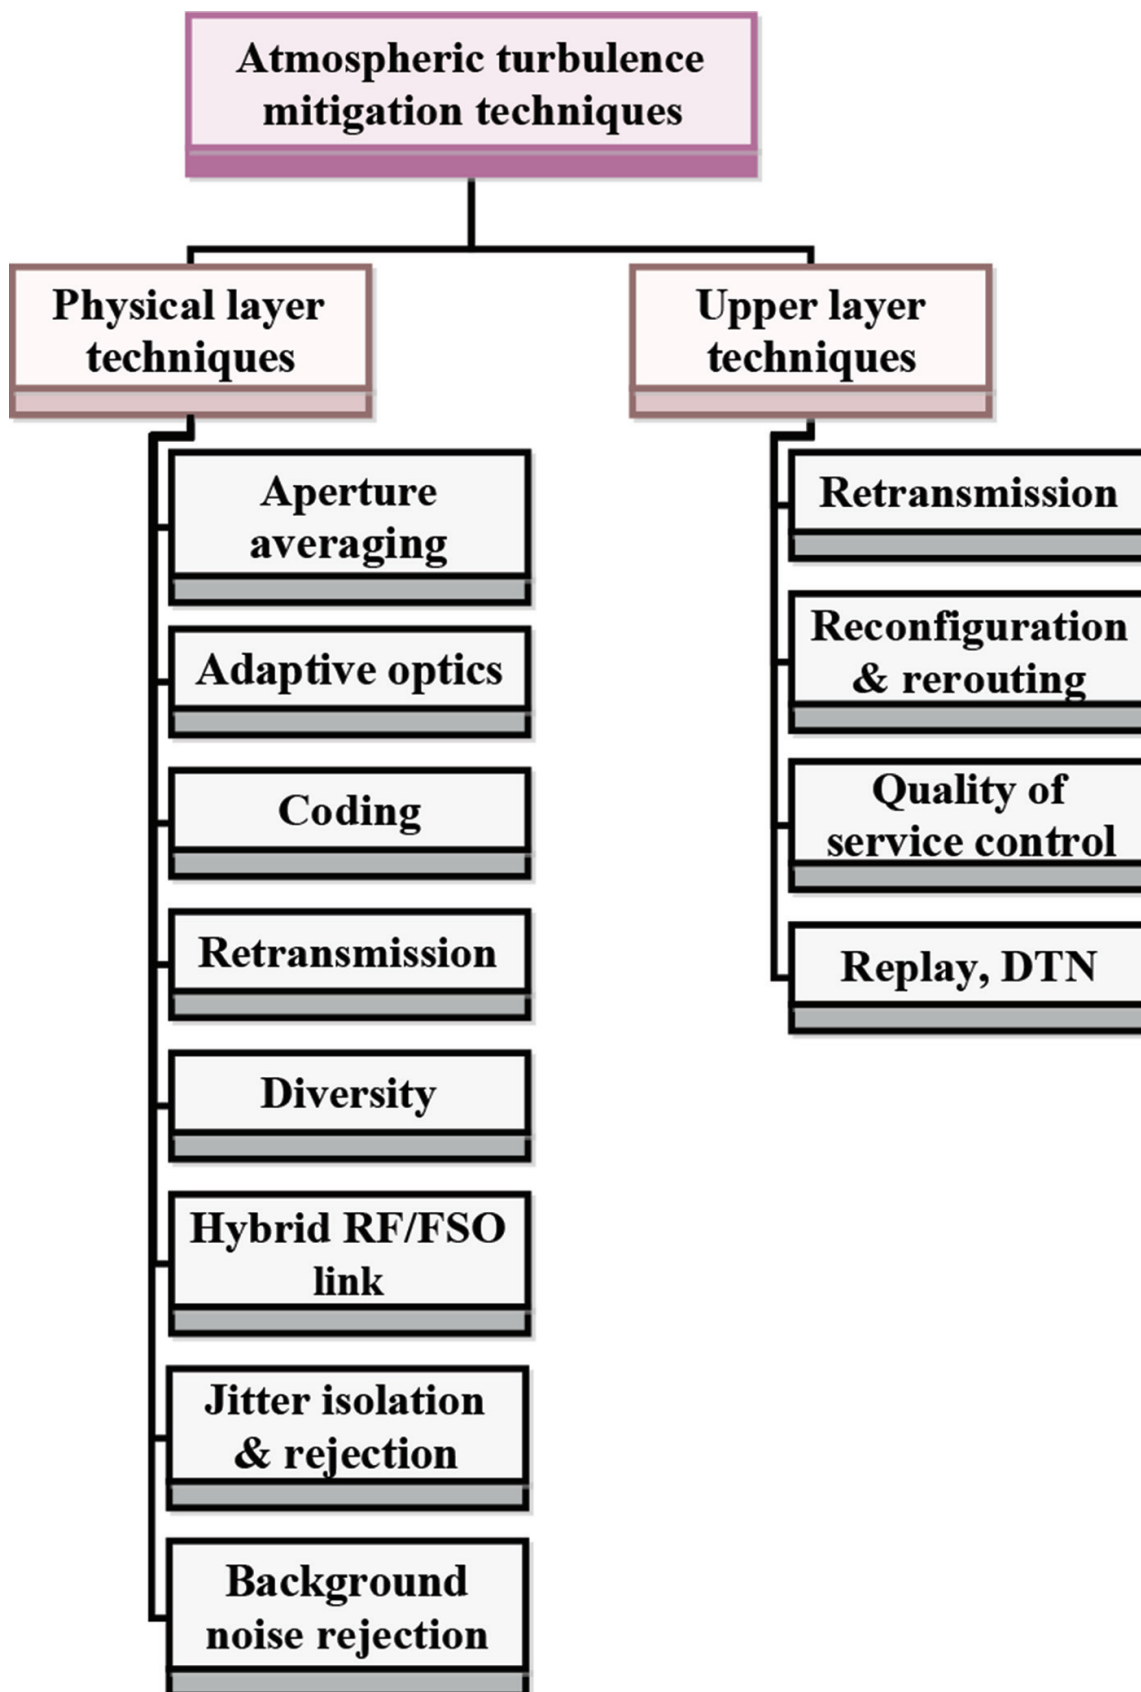 Atmospheric turbulence
mitigation techniques
Physical layer
techniques
Upper layer
techniques
Aperture
averaging
Adaptive optics
Coding
Retransmission
Diversity
Hybrid RF/FSO
link
Jitter isolation
& rejection
Background
noise rejection
Retransmission
Reconfiguration
& rerouting
Quality of
service control
Replay, DTN